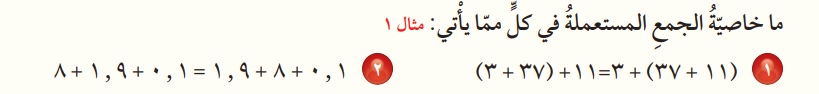 ما خاصيّةُ الجمعِ المستعملةُ في كلٍّ ممّا يأْتي: مثال ١
١ (٣ + ٣٧) + ١١ = ٣ + (٣٧ + ١١) ٢ ٨ + ١,٩ + ٠,١ = ١,٩ + ٨ + ٠,١